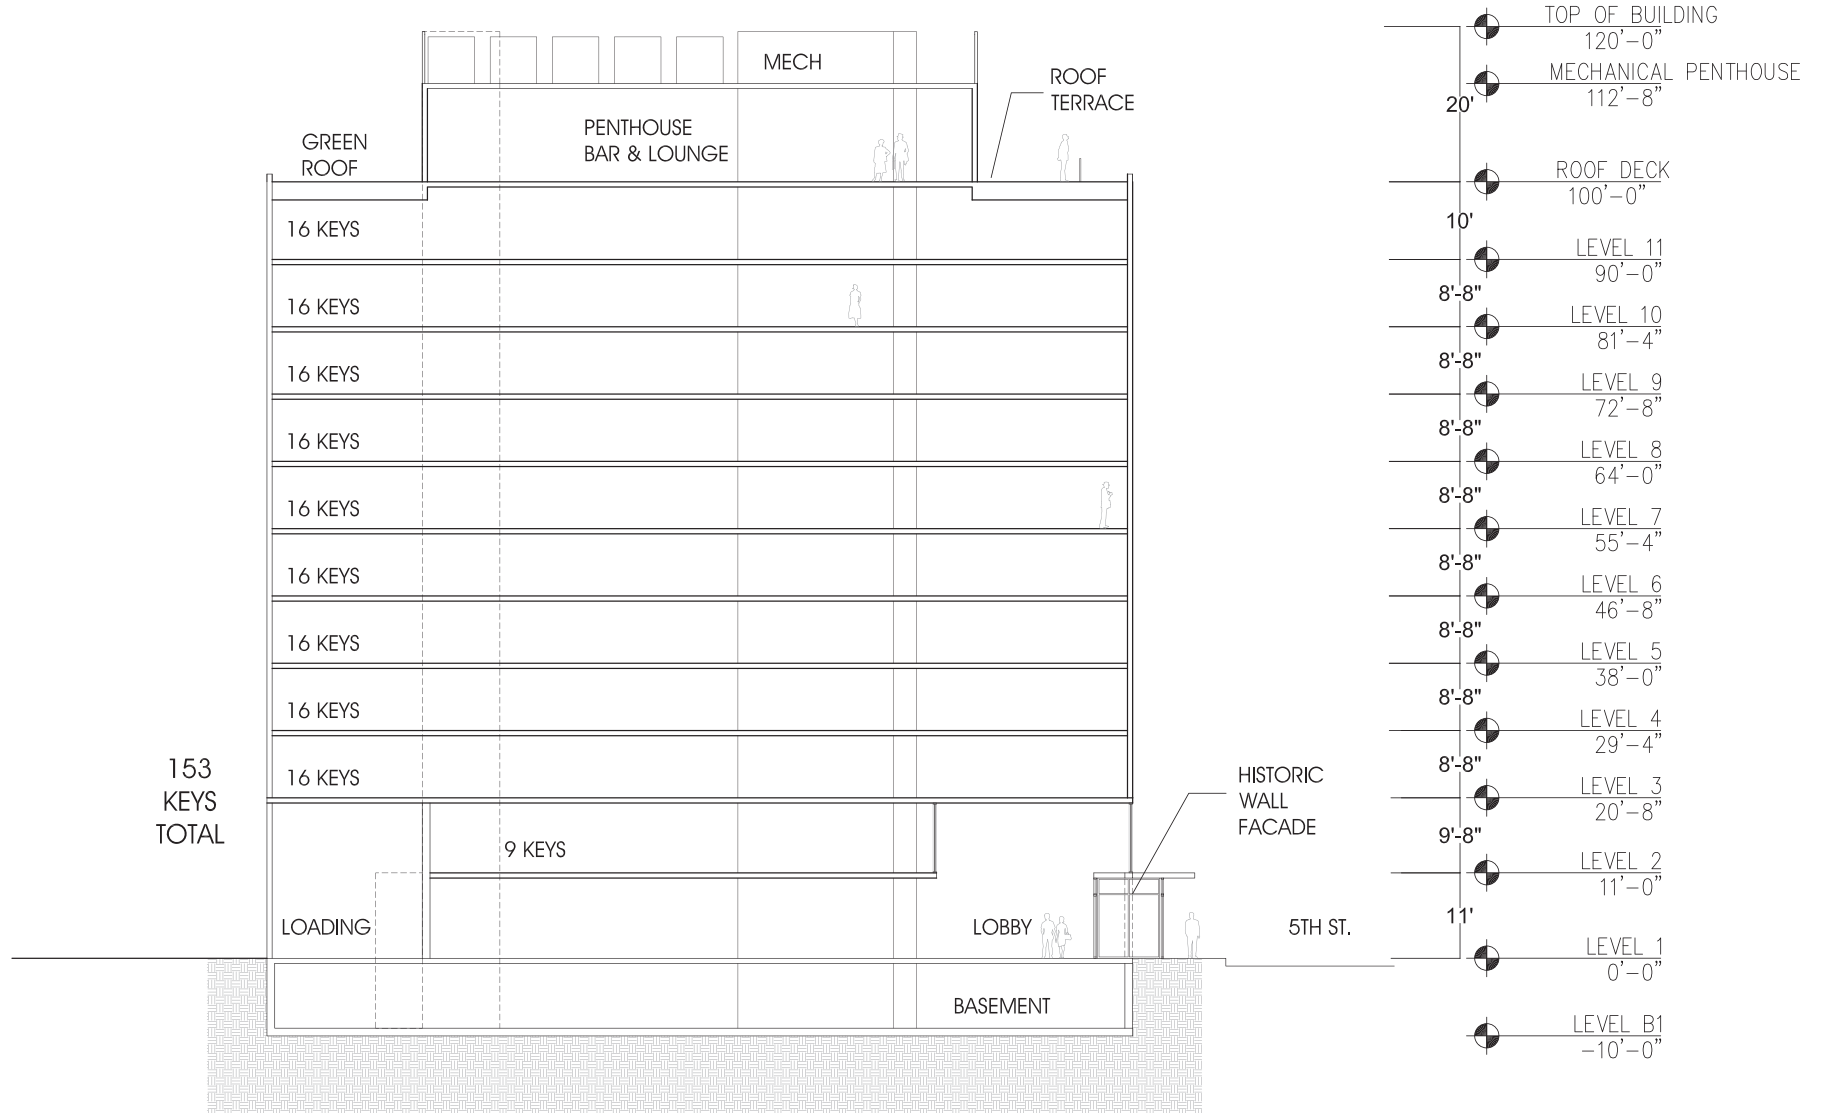 TOP OF BUILDING
120'-0"
MECH
MECHANICAL PENTHOUSE
112'-8"
ROOF
TERRACE
20'
PENTHOUSE
BAR & LOUNGE
GREEN
ROOF
ROOF DECK
100'-0"
16 KEYS
10'
LEVEL 11
90'-0"
16 KEYS
8'-8"
LEVEL 10
81'-4"
16 KEYS
8'-8"
LEVEL 9
72'-8"
16 KEYS
8'-8"
LEVEL 8
64'-0"
16 KEYS
8'-8"
LEVEL 7
55'-4"
16 KEYS
8'-8"
LEVEL 6
46'-8"
16 KEYS
8'-8"
LEVEL 5
38'-0"
16 KEYS
8'-8"
LEVEL 4
29'-4"
16 KEYS
8'-8"
LEVEL 3
20'-8"
153
KEYS
TOTAL
HISTORIC
WALL
FACADE
9 KEYS
9'-8"
LEVEL 2
11'-0"
LOADING
LOBBY
5TH ST.
11'
LEVEL 1
0'-0"
BASEMENT
LEVEL B1
-10'-0"